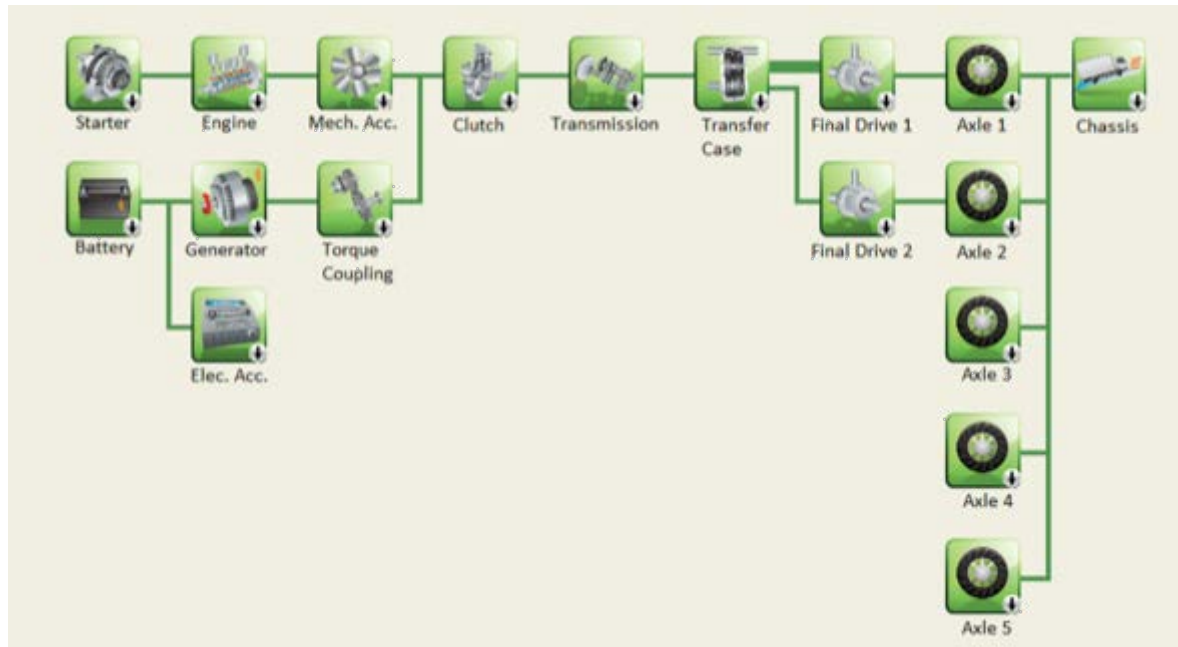 Starter
Engine
Mech. Acc.
Clutch
Transmission
Transfer
Case
Final Drive 1
Axle 1
Chassis
Battery
Generator
Torque
Coupling
Final Drive 2
Axle 2
Elec. Acc.
Axle 3
Axle 4
Axle 5